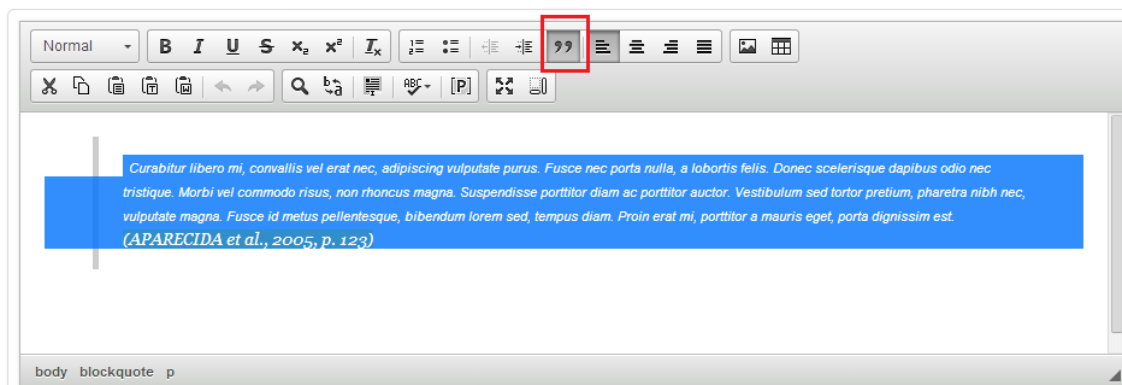 Normal B I U S x₂ x² Iₓ
[P]
Curabitur libero mi, convallis vel erat nec, adipiscing vulputate purus. Fusce nec porta nulla, a lobortis felis. Donec scelerisque dapibus odio nec
tristique. Morbi vel commodo risus, non rhoncus magna. Suspendisse porttitor diam ac porttitor auctor. Vestibulum sed tortor pretium, pharetra nibh nec,
vulputate magna. Fusce id metus pellentesque, bibendum lorem sed, tempus diam. Proin erat mi, porttitor a mauris eget, porta dignissim est.
(APARECIDA et al., 2005, p. 123)
body blockquote p